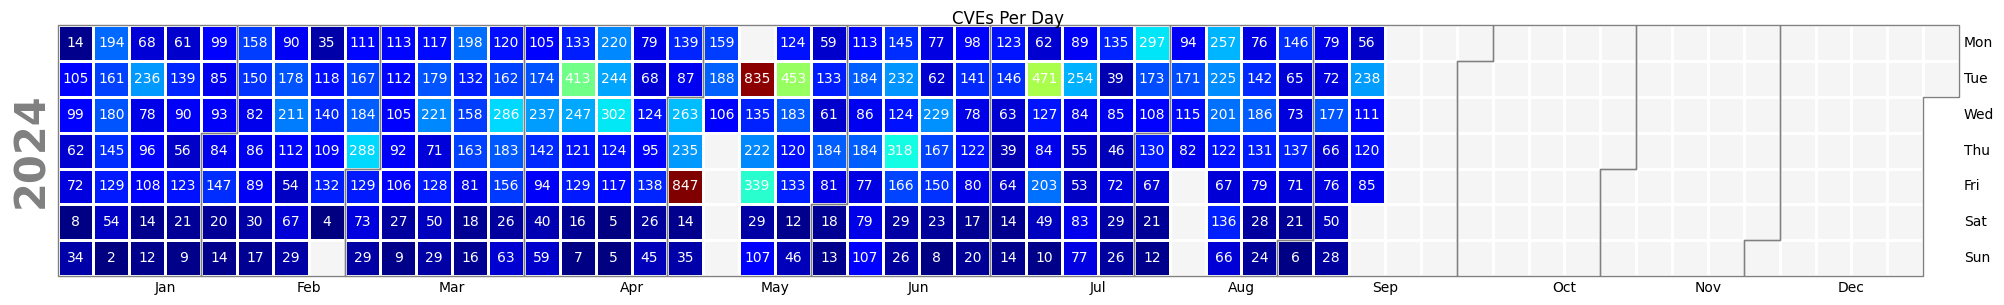 CVEs Per Day
2024
14 194 68 61 99 158 90 35 111 113 117 198 120 105 133 220 79 139 159 124 59 113 145 77 98 123 62 89 135 297 94 257 76 146 79 56 Mon
105 161 236 139 85 150 178 118 167 112 179 132 162 174 413 244 68 87 188 835 453 133 184 232 62 141 146 471 254 39 173 171 225 142 65 72 238 Tue
99 180 78 90 93 82 211 140 184 105 221 158 286 237 247 302 124 263 106 135 183 61 86 124 229 78 63 127 84 85 108 115 201 186 73 177 111 Wed
62 145 96 56 84 86 112 109 288 92 71 163 183 142 121 124 95 235 222 120 184 184 318 167 122 39 84 55 46 130 82 122 131 137 66 120 Thu
72 129 108 123 147 89 54 132 129 106 128 81 156 94 129 117 138 847 339 133 81 77 166 150 80 64 203 53 72 67 67 79 71 76 85 Fri
8 54 14 21 20 30 67 4 73 27 50 18 26 40 16 5 26 14 29 12 18 79 29 23 17 14 49 83 29 21 136 28 21 50 Sat
34 2 12 9 14 17 29 29 9 29 16 63 59 7 5 45 35 107 46 13 107 26 8 20 14 10 77 26 12 66 24 6 28 Sun
Jan Feb Mar Apr May Jun Jul Aug Sep Oct Nov Dec